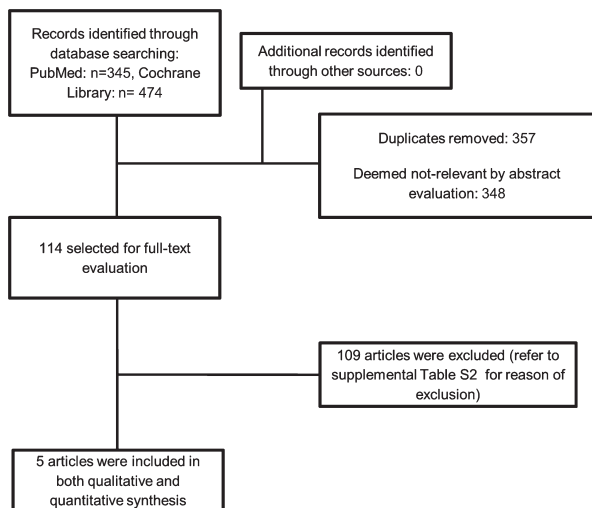 Records identified through
database searching:
PubMed: n=345, Cochrane
Library: n= 474
Additional records identified
through other sources: 0
Duplicates removed: 357
Deemed not-relevant by abstract
evaluation: 348
114 selected for full-text
evaluation
109 articles were excluded (refer to
supplemental Table S2 for reason of
exclusion)
5 articles were included in
both qualitative and
quantitative synthesis